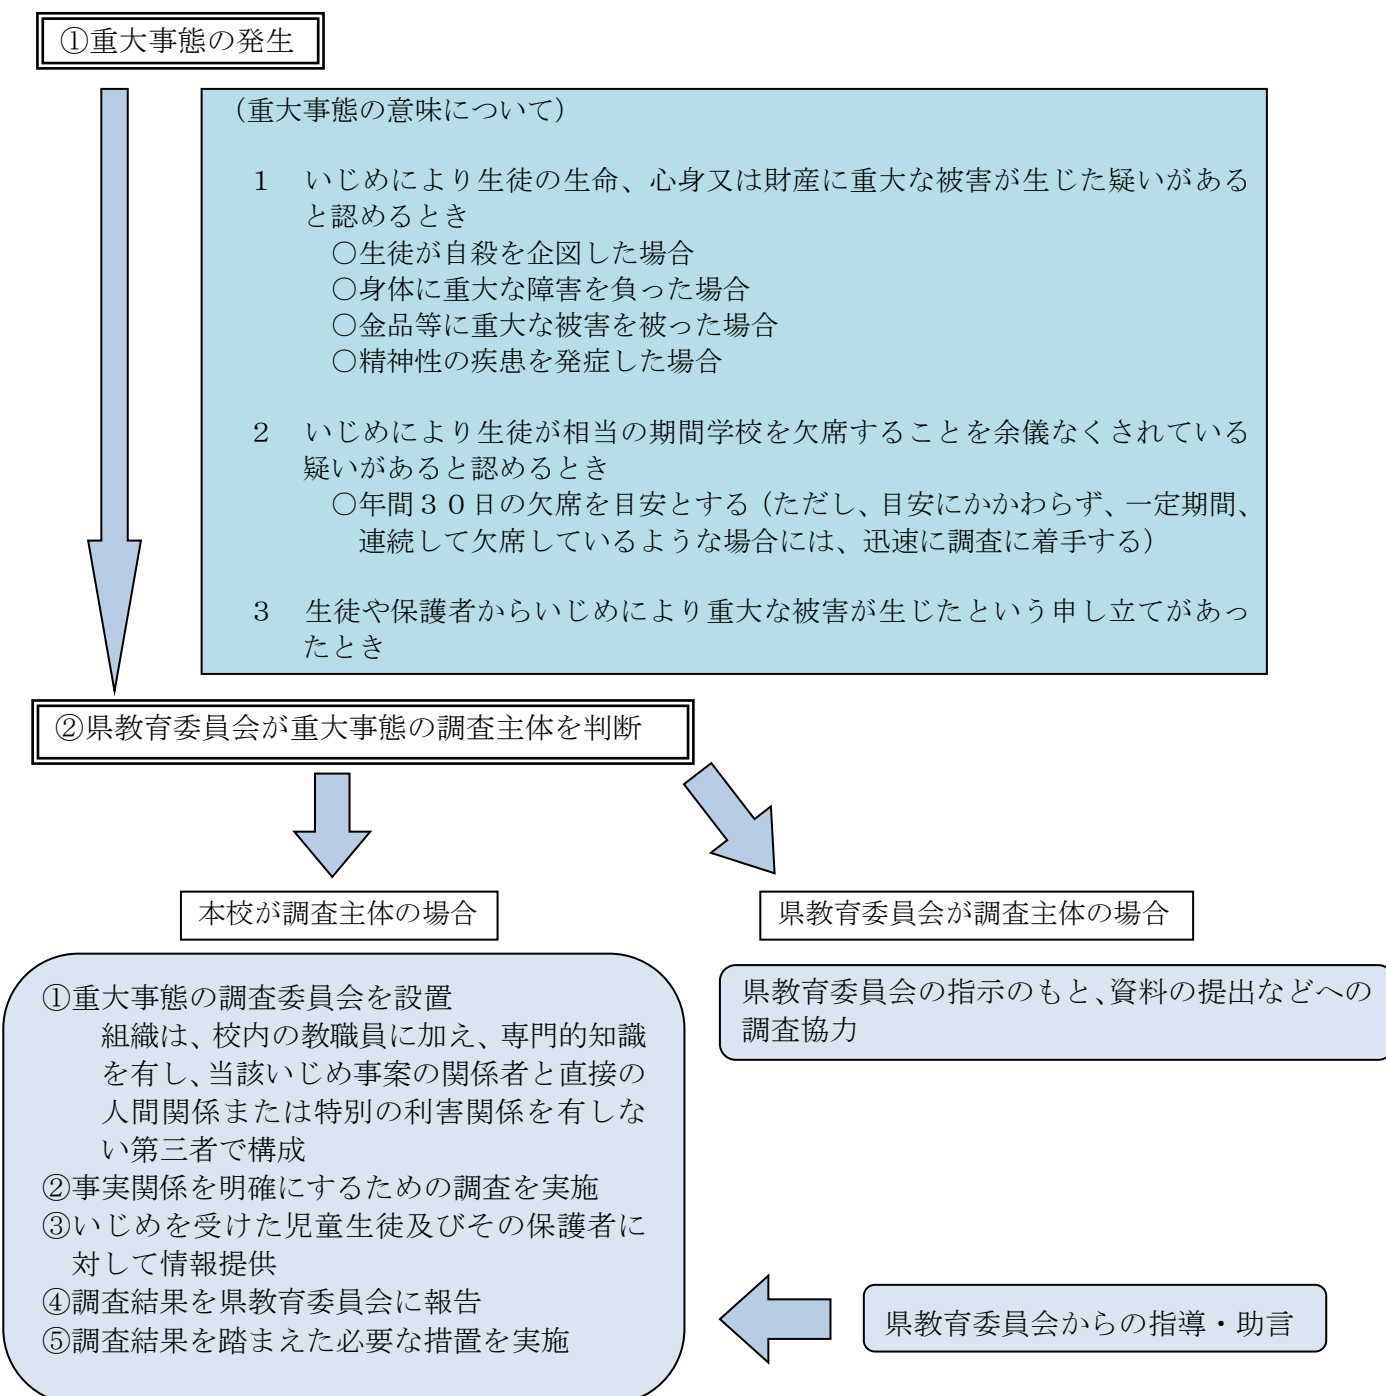 ①重大事態の発生
（重大事態の意味について）
１　いじめにより生徒の生命、心身又は財産に重大な被害が生じた疑いがある
と認めるとき
○生徒が自殺を企図した場合
○身体に重大な障害を負った場合
○金品等に重大な被害を被った場合
○精神性の疾患を発症した場合
２　いじめにより生徒が相当の期間学校を欠席することを余儀なくされている
疑いがあると認めるとき
○年間３０日の欠席を目安とする（ただし、目安にかかわらず、一定期間、
連続して欠席しているような場合には、迅速に調査に着手する）
３　生徒や保護者からいじめにより重大な被害が生じたという申し立てがあっ
たとき
②県教育委員会が重大事態の調査主体を判断
本校が調査主体の場合
①重大事態の調査委員会を設置
組織は、校内の教職員に加え、専門的知識
を有し、当該いじめ事案の関係者と直接の
人間関係または特別の利害関係を有しな
い第三者で構成
②事実関係を明確にするための調査を実施
③いじめを受けた児童生徒及びその保護者に
対して情報提供
④調査結果を県教育委員会に報告
⑤調査結果を踏まえた必要な措置を実施
県教育委員会が調査主体の場合
県教育委員会の指示のもと、資料の提出などへの
調査協力
県教育委員会からの指導・助言